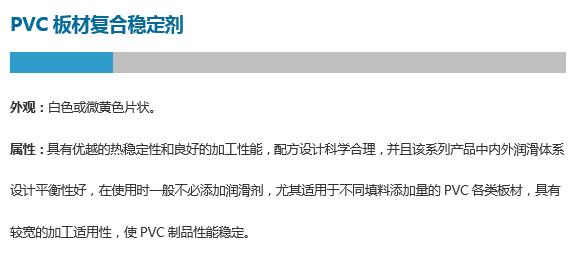 PVC 板材复合稳定剂
外观：白色或微黄色片状。
属性：具有优越的热稳定性和良好的加工性能，配方设计科学合理，并且该系列产品中内外润滑体系
设计平衡性好，在使用时一般不必添加润滑剂，尤其适用于不同填料添加量的 PVC 各类板材，具有
较宽的加工适用性，使 PVC 制品性能稳定。